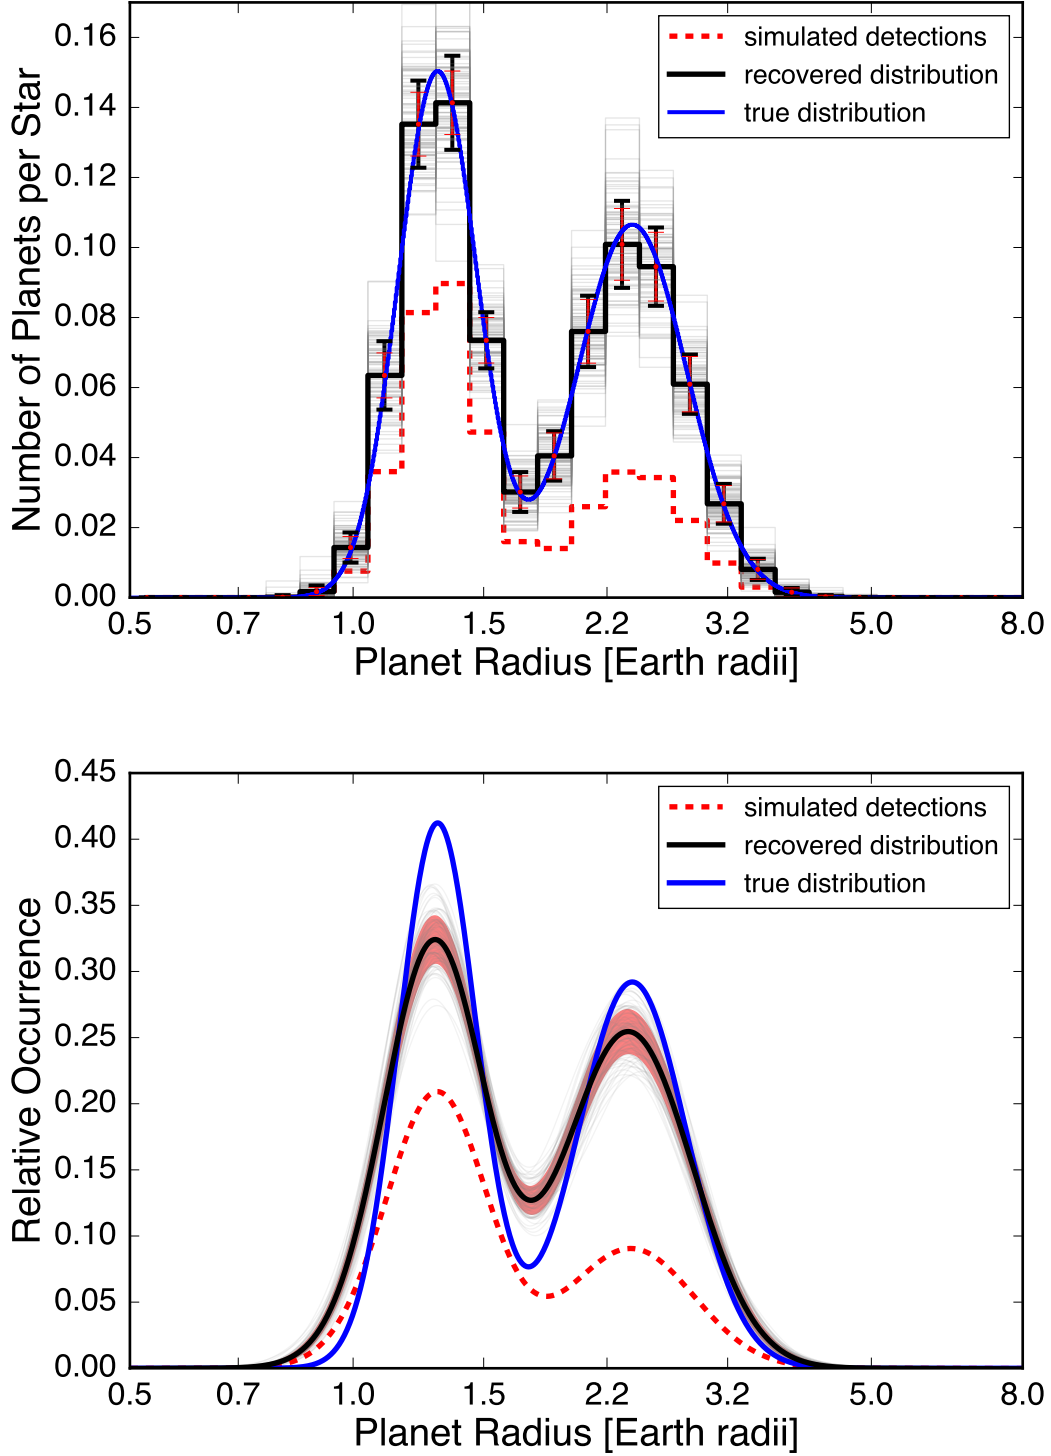 0.16
0.14
0.12
0.10
0.08
0.06
0.04
0.02
0.00
Number of Planets per Star
simulated detections
recovered distribution
true distribution
0.5 0.7 1.0 1.5 2.2 3.2 5.0 8.0
Planet Radius [Earth radii]
0.45
0.40
0.35
0.30
0.25
0.20
0.15
0.10
0.05
0.00
Relative Occurrence
simulated detections
recovered distribution
true distribution
0.5 0.7 1.0 1.5 2.2 3.2 5.0 8.0
Planet Radius [Earth radii]